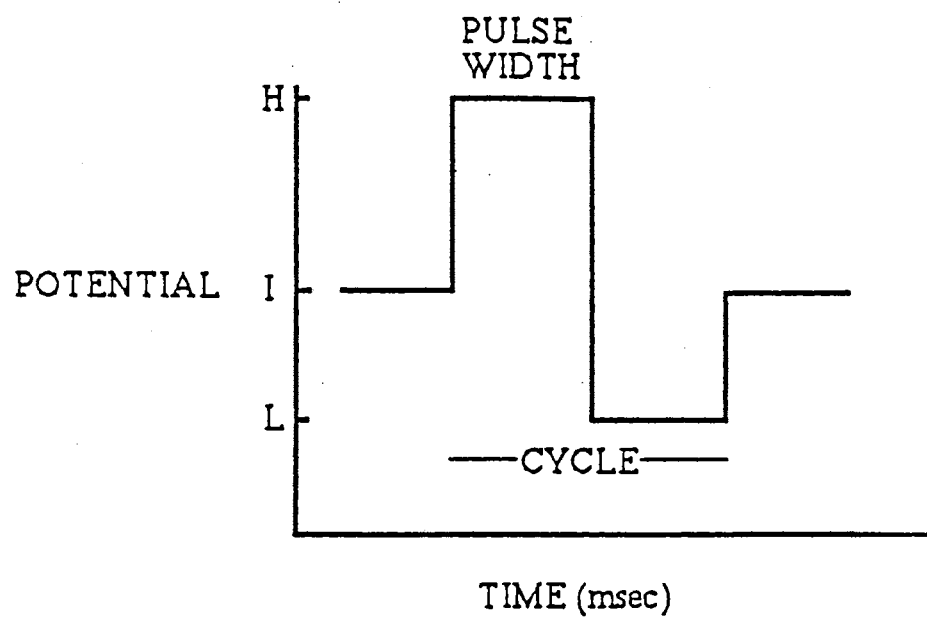 PULSE
WIDTH
H
POTENTIAL I
L
CYCLE
TIME (msec)